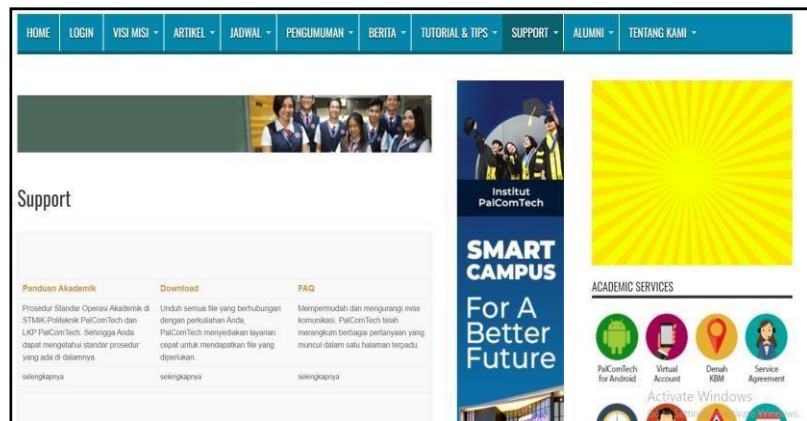 HOME LOGIN VISI MISI ARTIKEL JADWAL PENGUMUMAN BERITA TUTORIAL & TIPS SUPPORT ALUMNI TENTANG KAMI
Support
Panduan Akademik
Prosedur Standar Operasi Akademik di
STMIK-Politeknik PalComTech dan
LKP PalComTech. Sehingga Anda
dapat mengetahui standar prosedur
yang ada di dalamnya.
selengkapnya
Download
Unduh semua file yang berhubungan
dengan perkuliahan Anda,
PalComTech menyediakan layanan
cepat untuk mendapatkan file yang
diperlukan.
selengkapnya
FAQ
Mempermudah dan mengurangi miss
komunikasi, PalComTech telah
merangkum berbagai pertanyaan yang
muncul dalam satu halaman terpadu.
selengkapnya
Institut
PalComTech
SMART
CAMPUS
For A
Better
Future
ACADEMIC SERVICES
PalComTech
for Android
Virtual
Account
Denah
KBM
Service
Agreement
Activate Windows